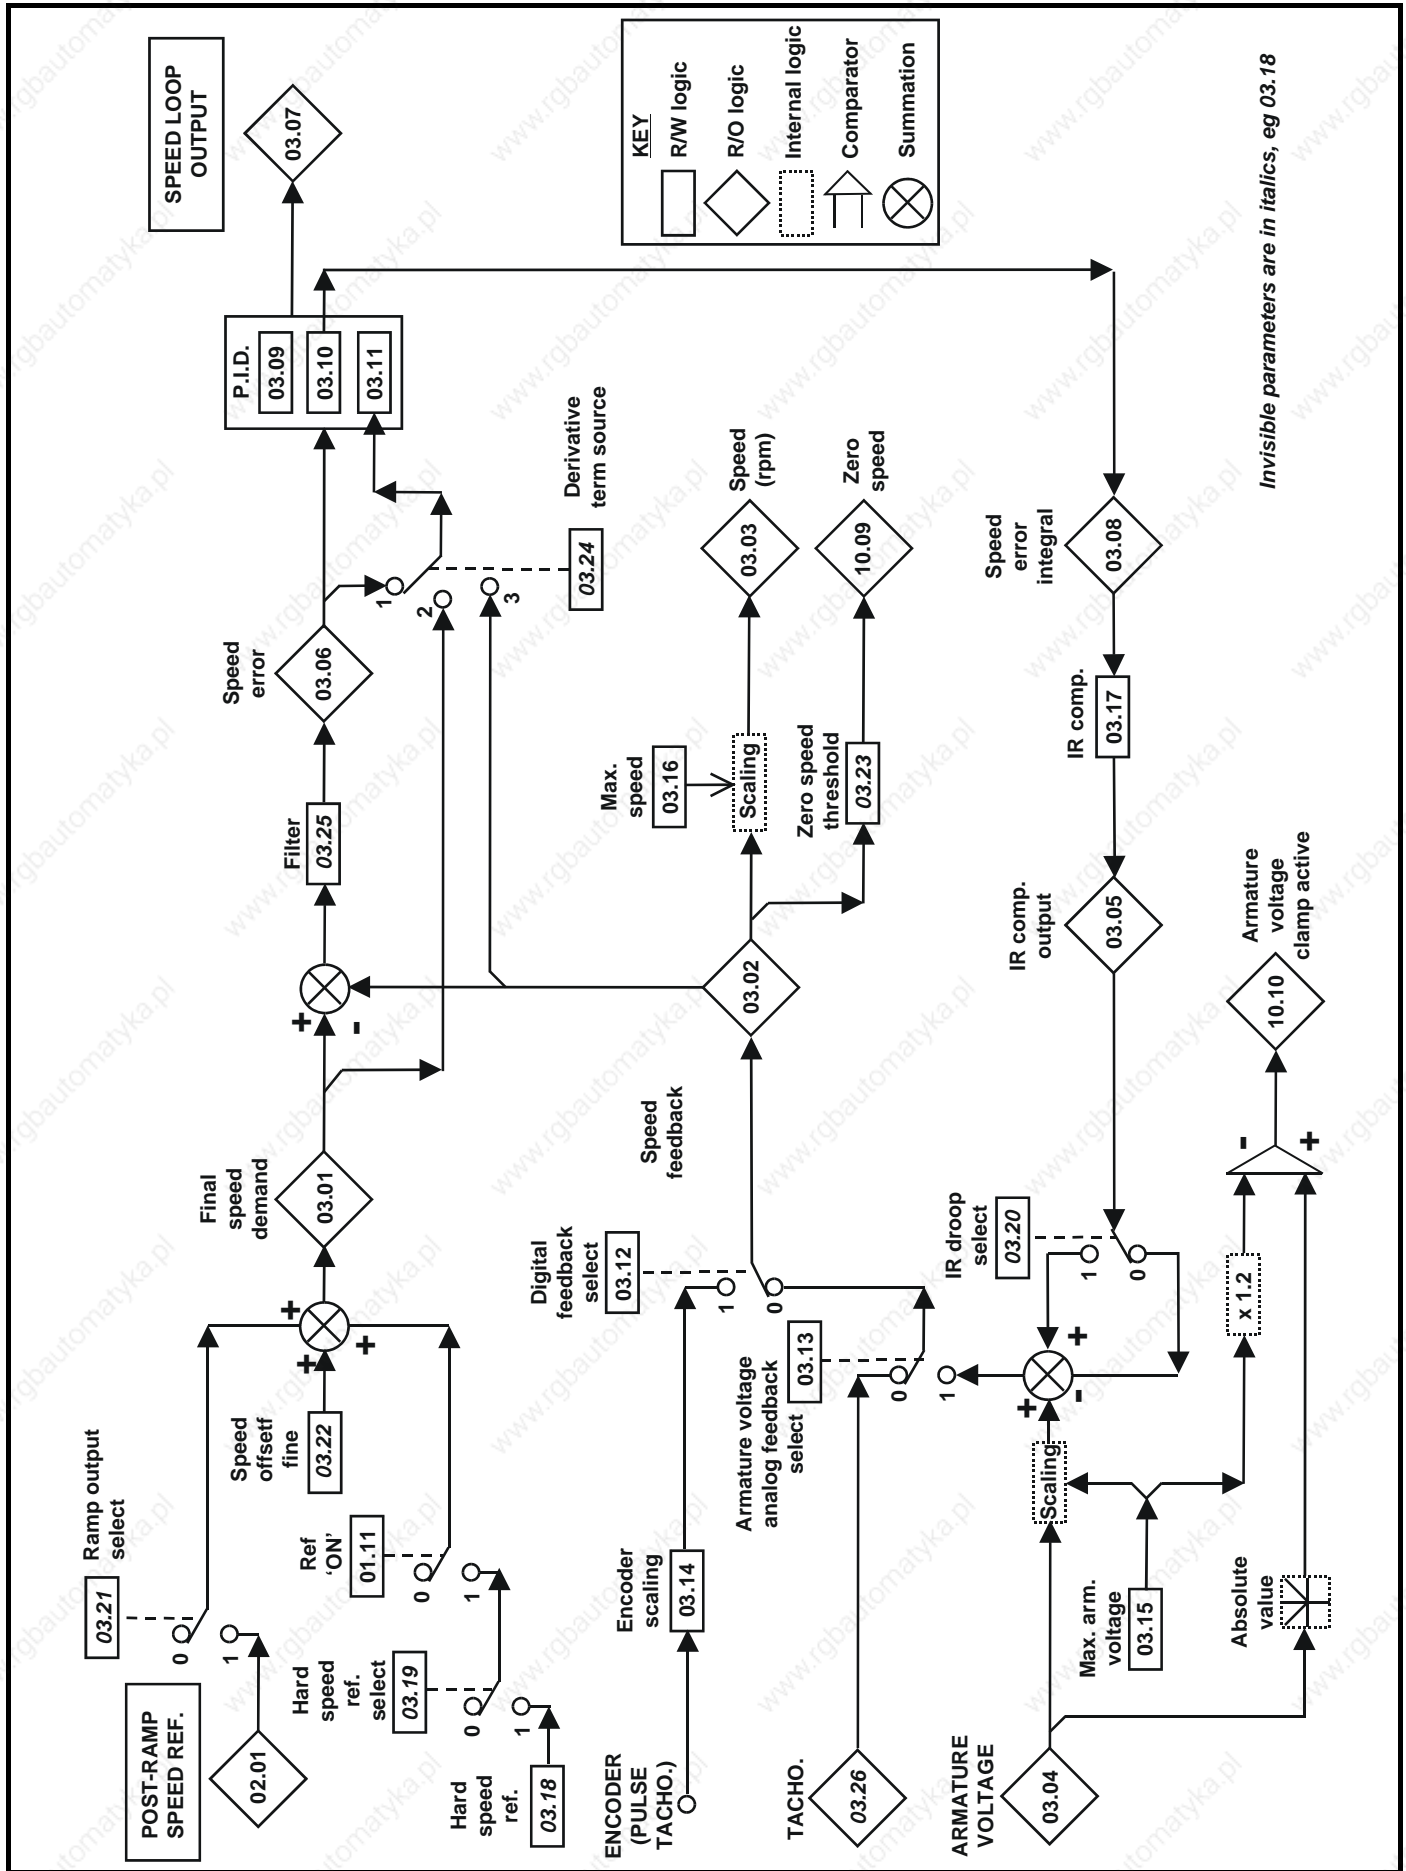 POST-RAMP
SPEED REF.
02.01
03.21
Ramp output
select
0
1
Hard
speed
ref.
03.18
Hard
speed
ref.
select
03.19
0
1
Ref
‘ON’
01.11
0
1
Speed
offsetf
fine
03.22
+
+
+
Final
speed
demand
03.01
+
-
Filter
03.25
Speed
error
03.06
1
2
3
Derivative
term source
03.24
P.I.D.
03.09
03.10
03.11
03.07
SPEED LOOP
OUTPUT
ENCODER
(PULSE
TACHO.)
Encoder
scaling
03.14
Digital
feedback
select
03.12
1
0
Speed
feedback
03.02
Max.
speed
03.16
Scaling
Speed
(rpm)
03.03
Zero speed
threshold
03.23
Zero
speed
10.09
TACHO.
03.26
Armature voltage
analog feedback
select
03.13
0
1
ARMATURE
VOLTAGE
03.04
Max. arm.
voltage
03.15
Scaling
+
+
-
IR droop
select
03.20
1
0
IR comp.
output
03.05
IR comp.
03.17
Speed
error
integral
03.08
Absolute
value
x 1.2
-
+
10.10
Armature
voltage
clamp active
KEY
R/W logic
R/O logic
Internal logic
Comparator
Summation
Invisible parameters are in italics, eg 03.18
www.rgbautomatyka.pl